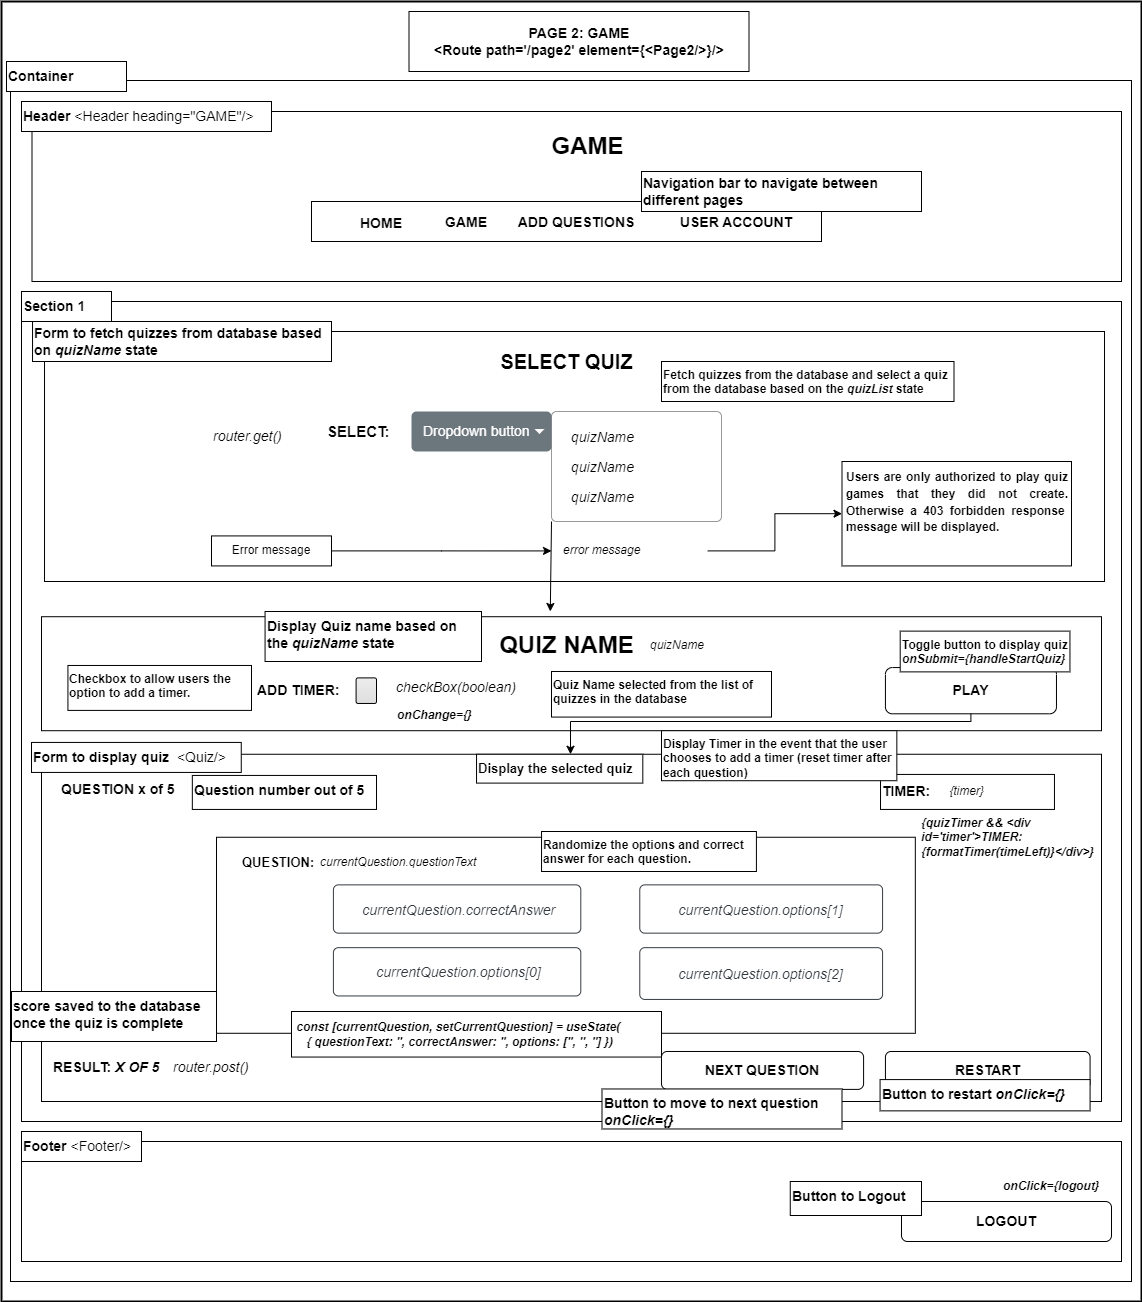 PAGE 2: GAME
<Route path='/page2' element={<Page2/>}/>
Container
Header <Header heading="GAME"/>
GAME
Navigation bar to navigate between
different pages
HOME GAME ADD QUESTIONS USER ACCOUNT
Section 1
Form to fetch quizzes from database based
on quizName state
SELECT QUIZ
Fetch quizzes from the database and select a quiz
from the database based on the quizList state
router.get()
SELECT:
Dropdown button
quizName
quizName
quizName
Users are only authorized to play quiz
games that they did not create.
Otherwise a 403 forbidden response
message will be displayed.
Error message
error message
Display Quiz name based on
the quizName state
QUIZ NAME
quizName
Toggle button to display quiz
onSubmit={handleStartQuiz}
Checkbox to allow users the
option to add a timer.
ADD TIMER:
checkBox(boolean)
onChange={}
Quiz Name selected from the list of
quizzes in the database
PLAY
Form to display quiz <Quiz/>
Display the selected quiz
Display Timer in the event that the user
chooses to add a timer (reset timer after
each question)
QUESTION x of 5
Question number out of 5
TIMER: {timer}
{quizTimer && <div
id='timer'>TIMER:
{formatTimer(timeLeft)}</div>}
Randomize the options and correct
answer for each question.
QUESTION: currentQuestion.questionText
currentQuestion.correctAnswer
currentQuestion.options[1]
currentQuestion.options[0]
currentQuestion.options[2]
score saved to the database
once the quiz is complete
const [currentQuestion, setCurrentQuestion] = useState(
{ questionText: '', correctAnswer: '', options: ['', '', ''] })
RESULT: X OF 5 router.post()
NEXT QUESTION
RESTART
Button to move to next question
onClick={}
Button to restart onClick={}
Footer <Footer/>
Button to Logout
onClick={logout}
LOGOUT